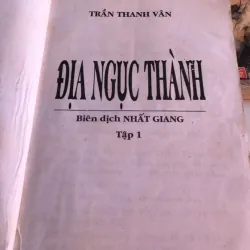 TRẦN THANH VÂN
ĐỊA NGỤC THÀNH
Biên dịch NHẤT GIANG
Tập 1